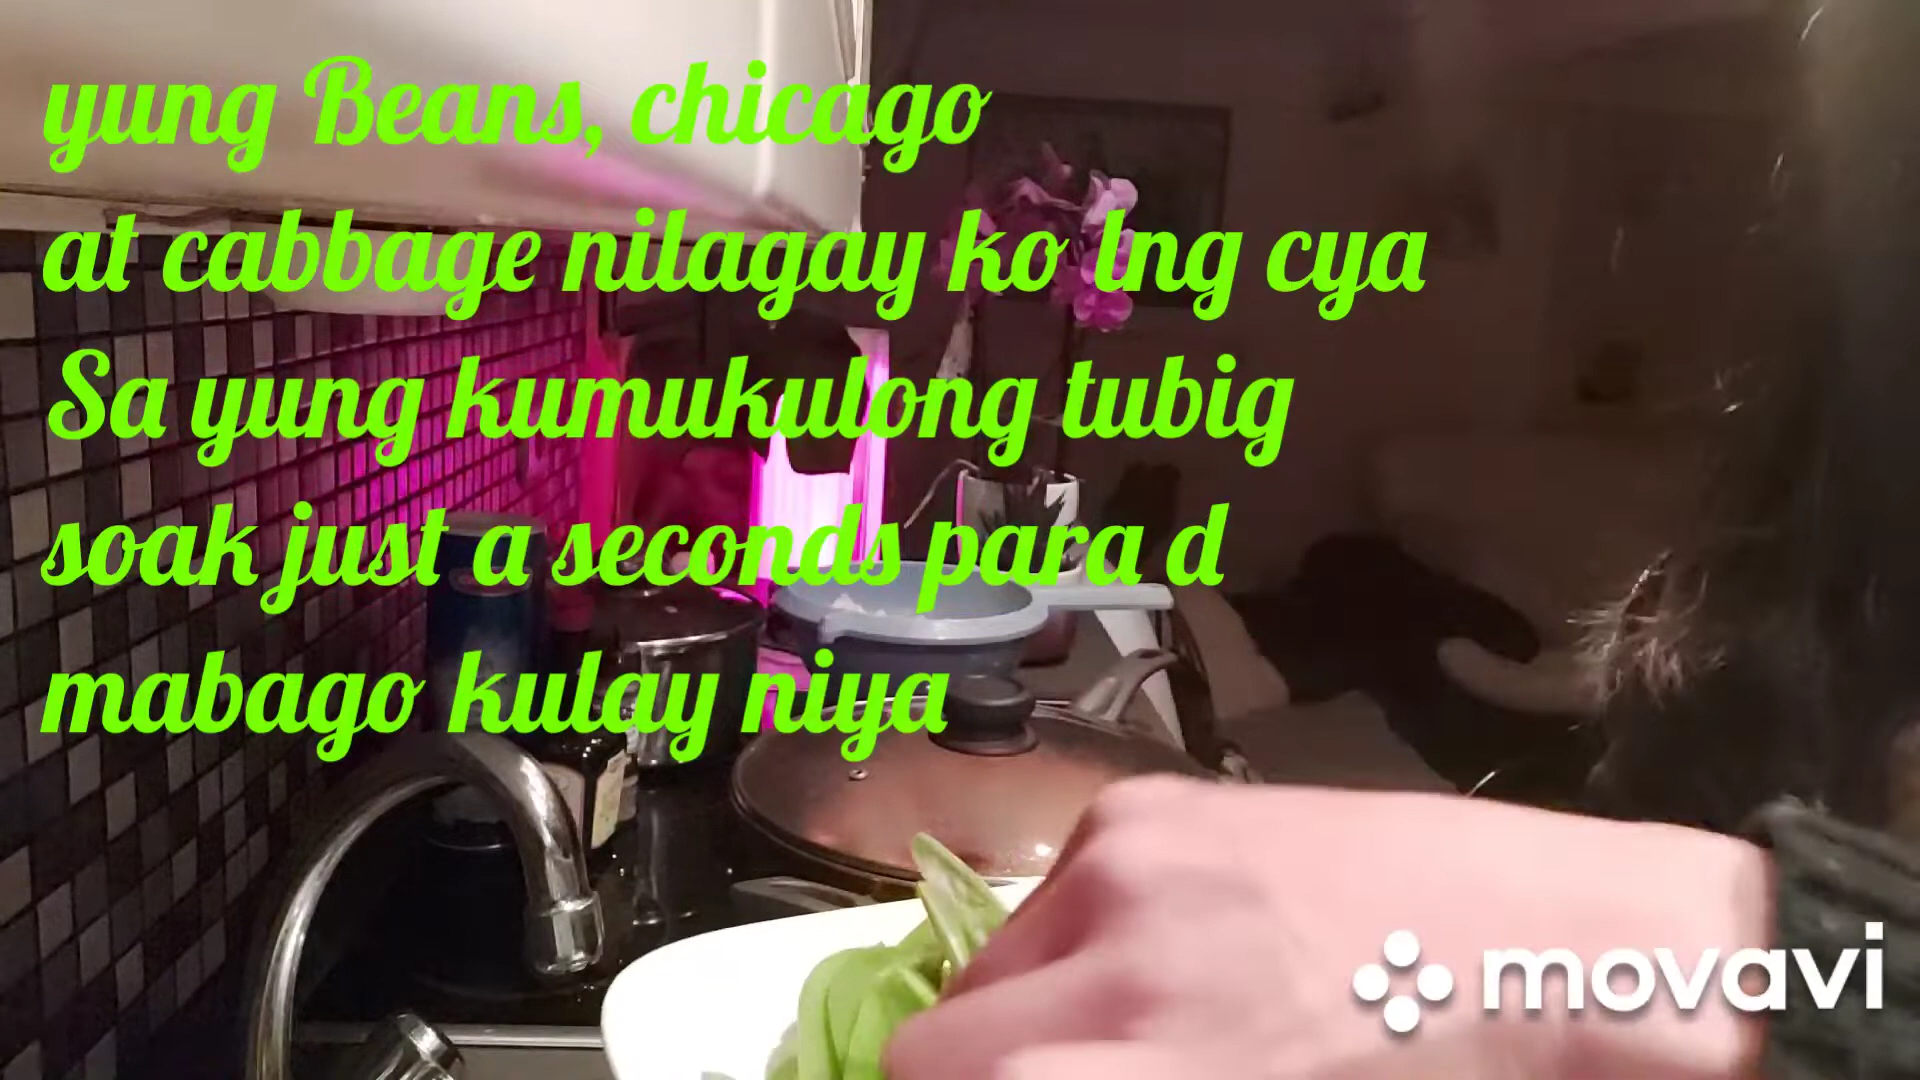 yung Beans, chicago
at cabbage nilagay ko lng cya
Sa yung kumukulong tubig
soak just a seconds para d
mabago kulay niya
movavi